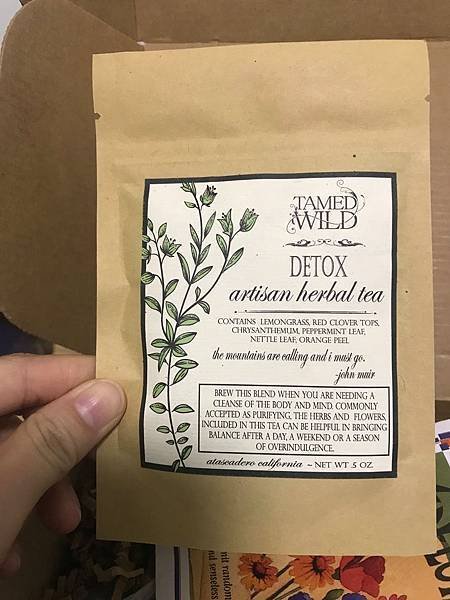 TAMED
WILD
DETOX
artisan herbal tea
CONTAINS LEMONGRASS, RED CLOVER TOPS,
CHRYSANTHEMUM, PEPPERMINT LEAF,
NETTLE LEAF, ORANGE PEEL
the mountains are calling and i must go.
-john muir
BREW THIS BLEND WHEN YOU ARE NEEDING A
CLEANSE OF THE BODY AND MIND. COMMONLY
ACCEPTED AS PURIFYING, THE HERBS AND FLOWERS,
INCLUDED IN THIS TEA CAN BE HELPFUL IN BRINGING
BALANCE AFTER A DAY, A WEEKEND OR A SEASON
OF OVERINDULGENCE.
atascadero california ~ NET WT .5 OZ.
random
senseless